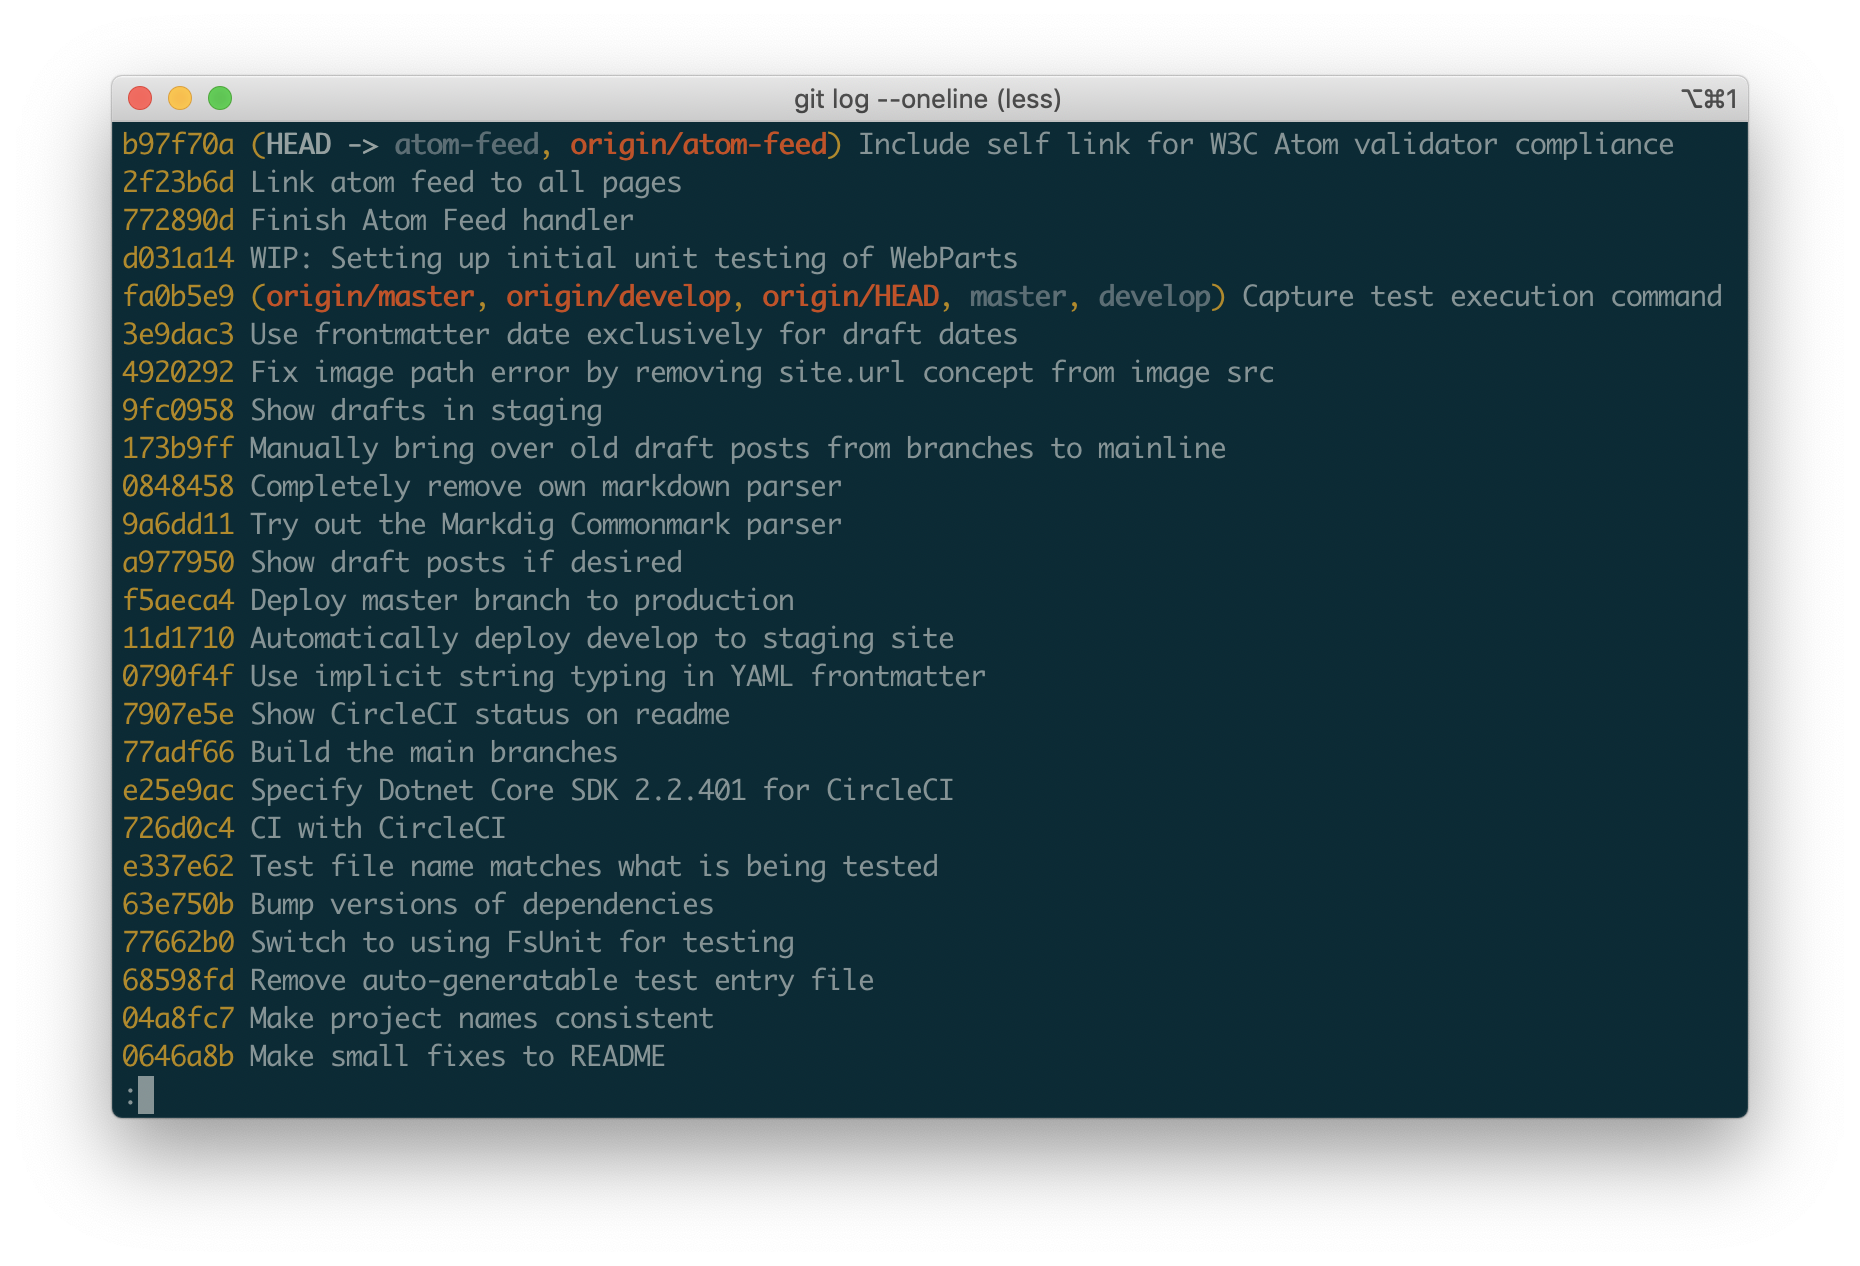 git log --oneline (less)
⌥⌘1
b97f70a (HEAD -> atom-feed, origin/atom-feed) Include self link for W3C Atom validator compliance
2f23b6d Link atom feed to all pages
772890d Finish Atom Feed handler
d031a14 WIP: Setting up initial unit testing of WebParts
fa0b5e9 (origin/master, origin/develop, origin/HEAD, master, develop) Capture test execution command
3e9dac3 Use frontmatter date exclusively for draft dates
4920292 Fix image path error by removing site.url concept from image src
9fc0958 Show drafts in staging
173b9ff Manually bring over old draft posts from branches to mainline
0848458 Completely remove own markdown parser
9a6dd11 Try out the Markdig Commonmark parser
a977950 Show draft posts if desired
f5aeca4 Deploy master branch to production
11d1710 Automatically deploy develop to staging site
0790f4f Use implicit string typing in YAML frontmatter
7907e5e Show CircleCI status on readme
77adf66 Build the main branches
e25e9ac Specify Dotnet Core SDK 2.2.401 for CircleCI
726d0c4 CI with CircleCI
e337e62 Test file name matches what is being tested
63e750b Bump versions of dependencies
77662b0 Switch to using FsUnit for testing
68598fd Remove auto-generatable test entry file
04a8fc7 Make project names consistent
0646a8b Make small fixes to README
: